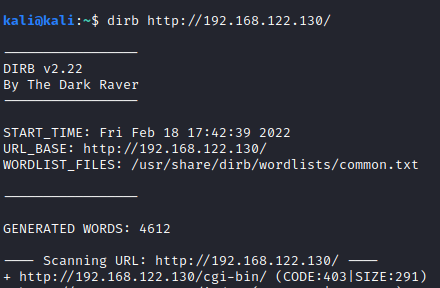 kali@kali:~$ dirb http://192.168.122.130/
-----------------
DIRB v2.22
By The Dark Raver
-----------------
START_TIME: Fri Feb 18 17:42:39 2022
URL_BASE: http://192.168.122.130/
WORDLIST_FILES: /usr/share/dirb/wordlists/common.txt
-----------------
GENERATED WORDS: 4612
---- Scanning URL: http://192.168.122.130/ ----
+ http://192.168.122.130/cgi-bin/ (CODE:403|SIZE:291)